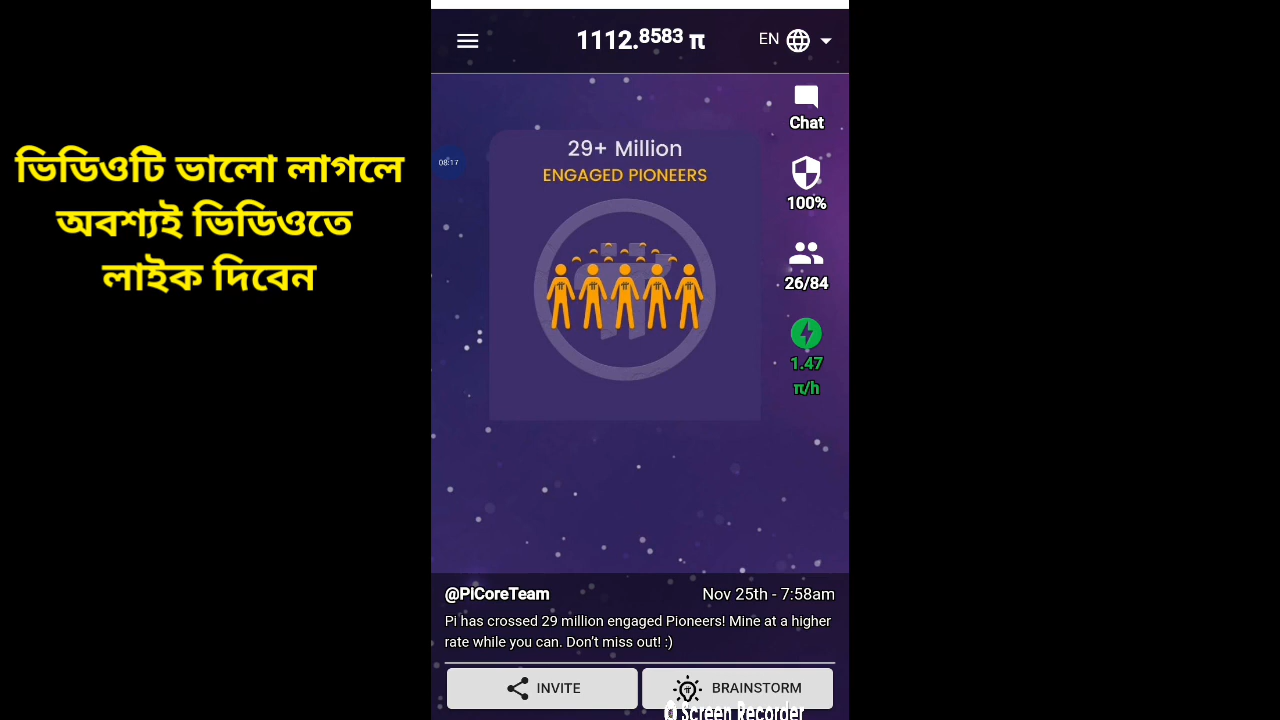 1112.8583 π
EN
Chat
29+ Million
ENGAGED PIONEERS
08:17
100%
26/84
1.47
π/h
ভিডিওটি ভালো লাগলে
অবশ্যই ভিডিওতে
লাইক দিবেন
@PiCoreTeam Nov 25th - 7:58am
Pi has crossed 29 million engaged Pioneers! Mine at a higher
rate while you can. Don't miss out! :)
INVITE
BRAINSTORM
Screen Recorder